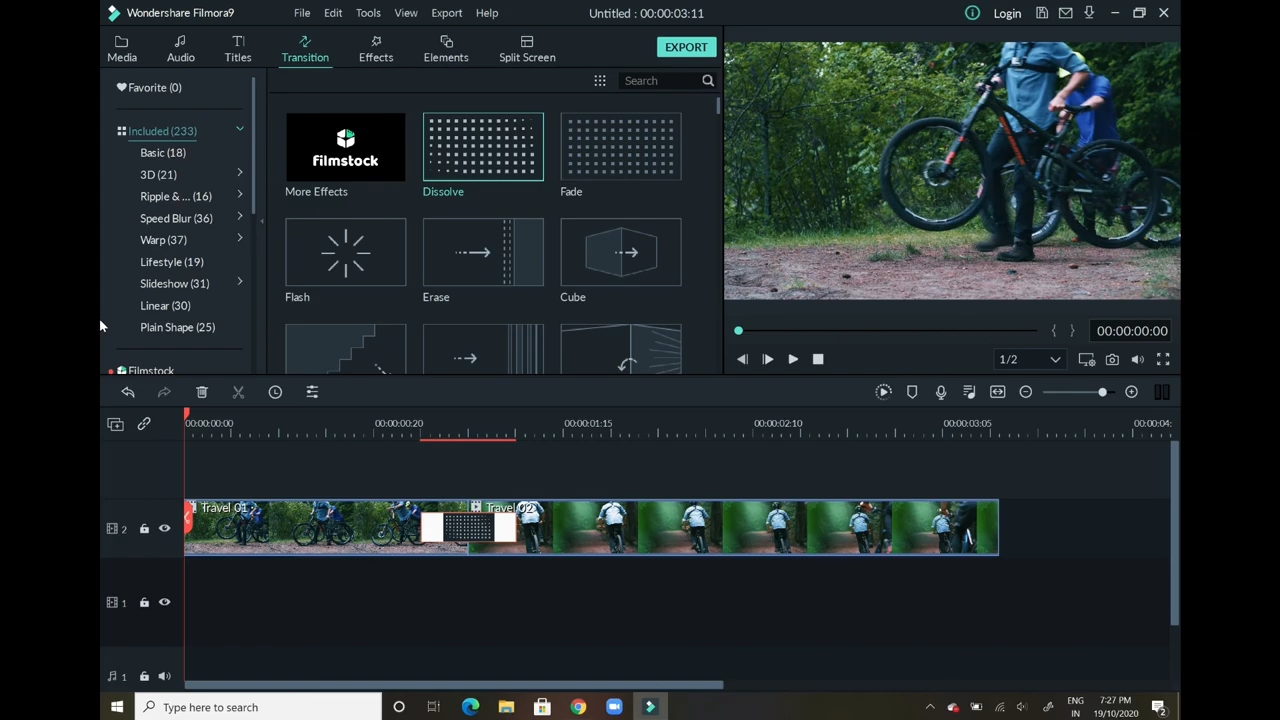 Wondershare Filmora9
File Edit Tools View Export Help
Untitled : 00:00:03:11
Login
Media Audio Titles Transition Effects Elements Split Screen
EXPORT
Favorite (0)
Search
Included (233)
Basic (18)
3D (21)
Ripple & ... (16)
Speed Blur (36)
Warp (37)
Lifestyle (19)
Slideshow (31)
Linear (30)
Plain Shape (25)
Filmstock
filmstock
More Effects
Dissolve
Fade
Flash
Erase
Cube
00:00:00:00
1/2
00:00:00:00 00:00:00:20 00:00:01:15 00:00:02:10 00:00:03:05 00:00:04:
Travel 01
Travel 02
2
1
1
Type here to search
ENG
IN
7:27 PM
19/10/2020
2